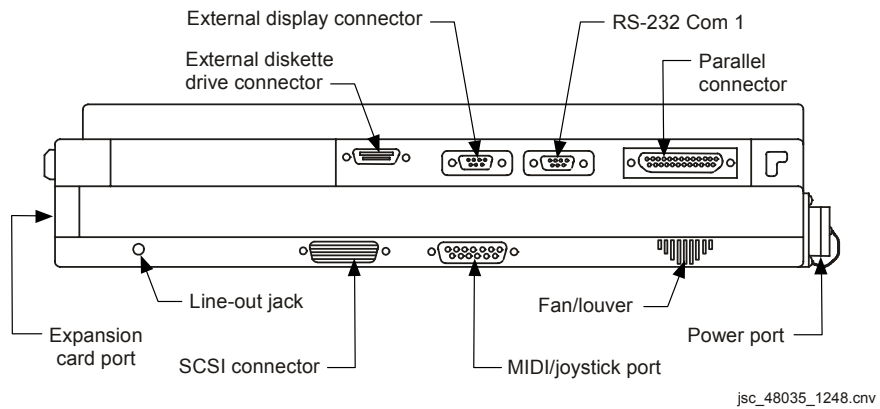 External display connector
RS-232 Com 1
External diskette
drive connector
Parallel
connector
Line-out jack
Fan/louver
Expansion
card port
Power port
SCSI connector
MIDI/joystick port
jsc_48035_1248.cnv